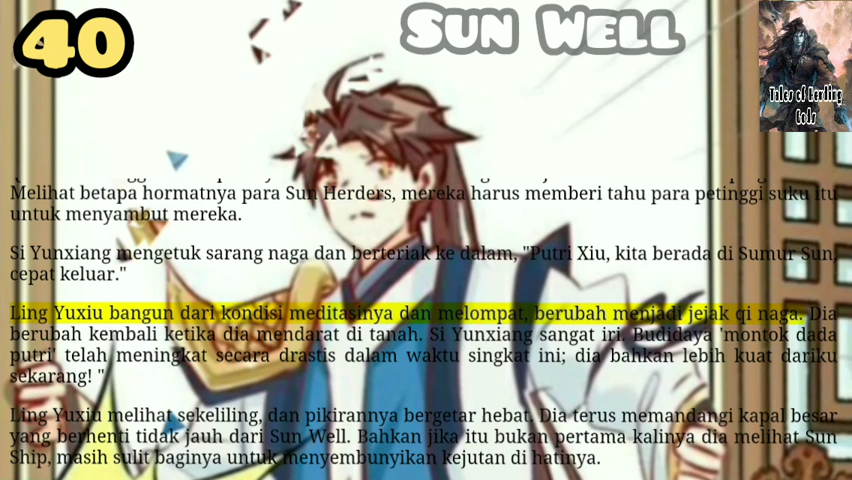 40
SUN WELL
Tales of Herding
Gods
Melihat betapa hormatnya para Sun Herders, mereka harus memberi tahu para petinggi suku itu
untuk menyambut mereka.
Si Yunxiang mengetuk sarang naga dan berteriak ke dalam, "Putri Xiu, kita berada di Sumur Sun,
cepat keluar."
Ling Yuxiu bangun dari kondisi meditasinya dan melompat, berubah menjadi jejak qi naga. Dia
berubah kembali ketika dia mendarat di tanah. Si Yunxiang sangat iri. Budidaya 'montok dada
putri' telah meningkat secara drastis dalam waktu singkat ini; dia bahkan lebih kuat dariku
sekarang! "
Ling Yuxiu melihat sekeliling, dan pikirannya bergetar hebat. Dia terus memandangi kapal besar
yang berhenti tidak jauh dari Sun Well. Bahkan jika itu bukan pertama kalinya dia melihat Sun
Ship, masih sulit baginya untuk menyembunyikan kejutan di hatinya.